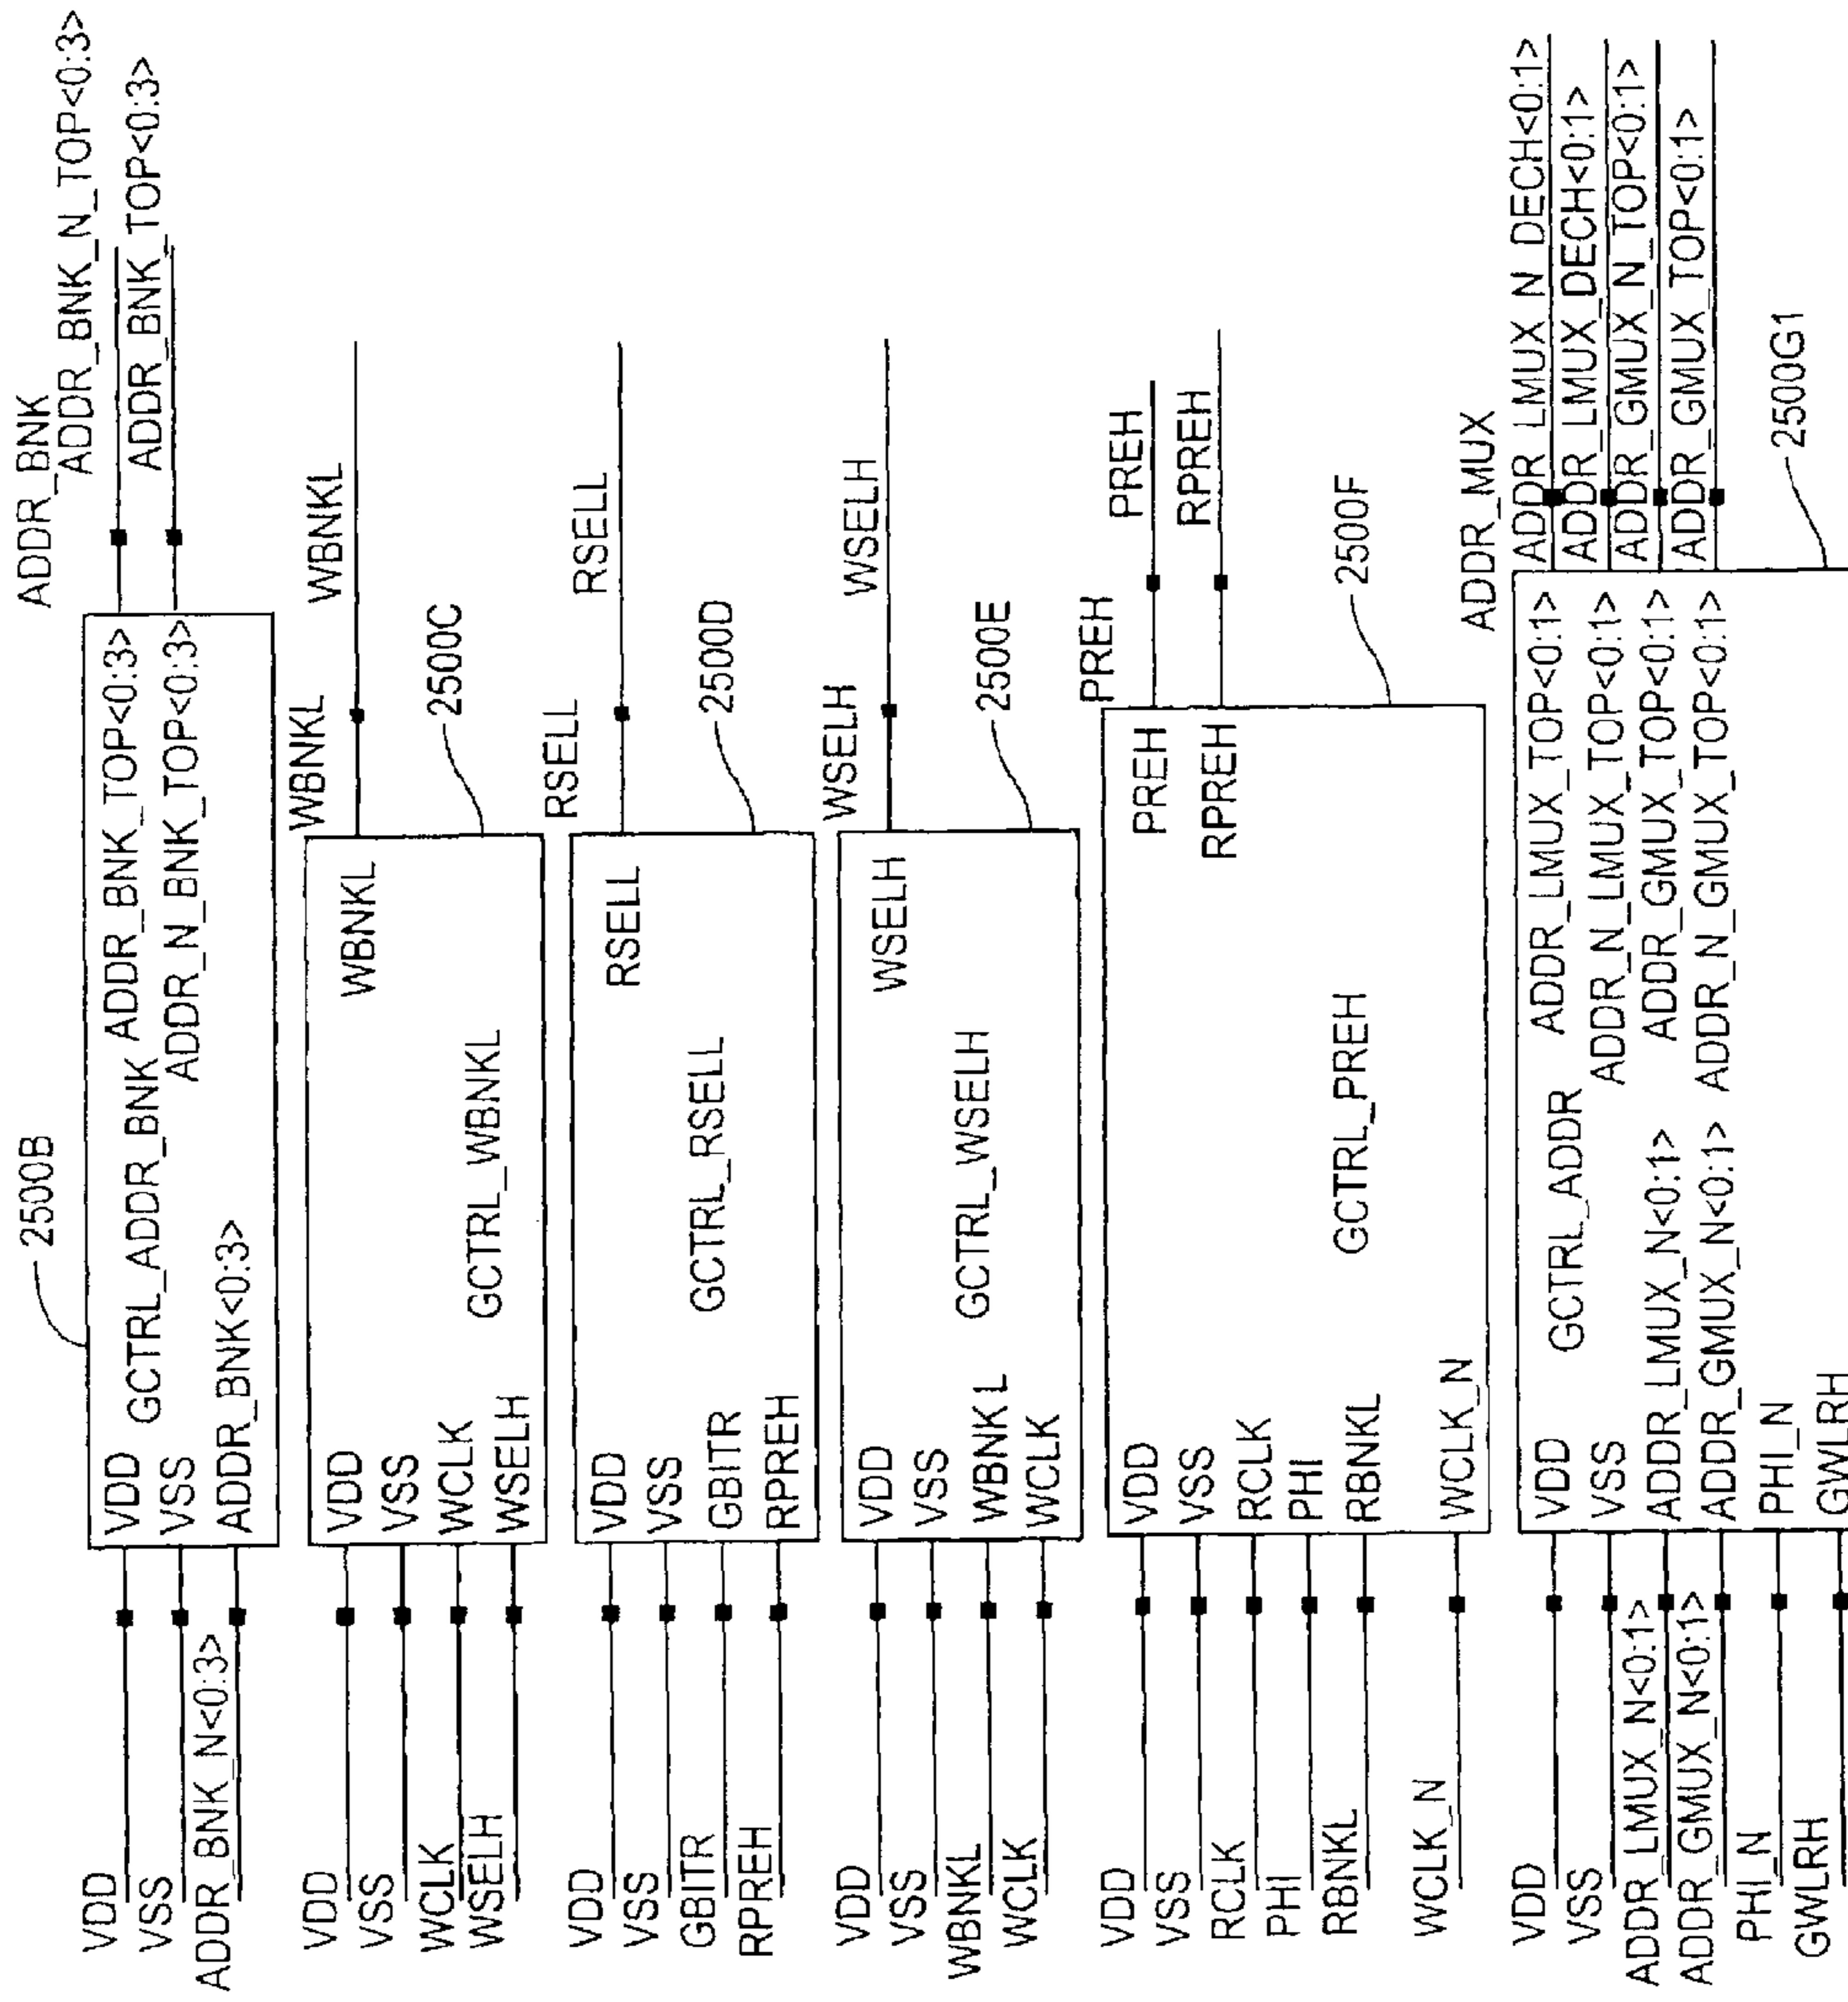 2500B
ADDR_BNK
VDD
VSS
ADDR_BNK_N<0:3>
VDD
VSS
ADDR_BNK<0:3>
GCTRL_ADDR_BNK
ADDR_BNK_TOP<0:3>
ADDR_N_BNK_TOP<0:3>
ADDR_BNK_N_TOP<0:3>
ADDR_BNK_TOP<0:3>
VDD
VSS
WCLK
WSELH
VDD
VSS
WCLK
WSELH
GCTRL_WBNKL
WBNKL
WBNKL
WBNKL
2500C
VDD
VSS
GBITR
RPREH
VDD
VSS
GBITR
RPREH
GCTRL_RSELL
RSELL
RSELL
RSELL
2500D
VDD
VSS
WBNKL
WCLK
VDD
VSS
WBNKL
WCLK
GCTRL_WSELH
WSELH
WSELH
WSELH
2500E
VDD
VSS
RCLK
PHI
RBNKL
WCLK_N
VDD
VSS
RCLK
PHI
RBNKL
WCLK_N
GCTRL_PREH
PREH
RPREH
PREH
PREH
RPREH
2500F
ADDR_MUX
VDD
VSS
ADDR_LMUX_N<0:1>
ADDR_GMUX_N<0:1>
PHI_N
GWLRH
VDD
VSS
ADDR_LMUX_N<0:1>
ADDR_GMUX_N<0:1>
PHI_N
GWLRH
GCTRL_ADDR
ADDR_LMUX_TOP<0:1>
ADDR_N_LMUX_TOP<0:1>
ADDR_GMUX_TOP<0:1>
ADDR_N_GMUX_TOP<0:1>
ADDR_LMUX_N_DECH<0:1>
ADDR_LMUX_DECH<0:1>
ADDR_GMUX_N_TOP<0:1>
ADDR_GMUX_TOP<0:1>
2500G1